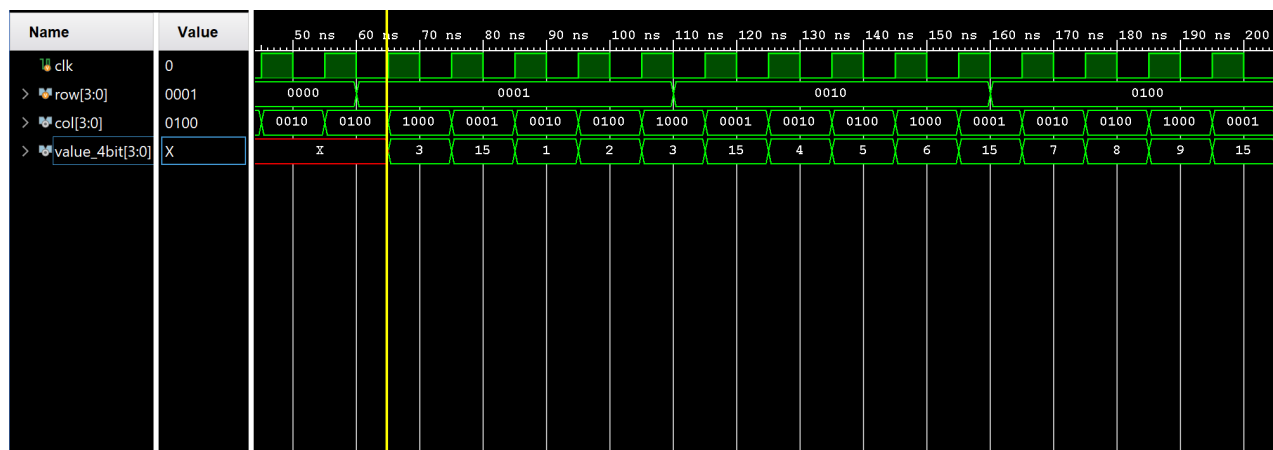 Name Value
50 ns 60 ns 70 ns 80 ns 90 ns 100 ns 110 ns 120 ns 130 ns 140 ns 150 ns 160 ns 170 ns 180 ns 190 ns 200
clk 0
row[3:0] 0001 0000 0001 0010 0100
col[3:0] 0100 0010 0100 1000 0001 0010 0100 1000 0001 0010 0100 1000 0001 0010 0100 1000 0001
value_4bit[3:0] X X 3 15 1 2 3 15 4 5 6 15 7 8 9 15